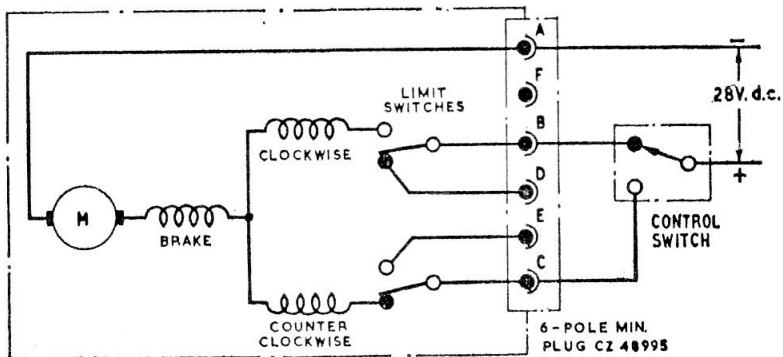 A
−
F
LIMIT
SWITCHES
28V. d.c.
B
CLOCKWISE
D
+
M
BRAKE
E
CONTROL
SWITCH
C
COUNTER
CLOCKWISE
6-POLE MIN.
PLUG CZ 48995